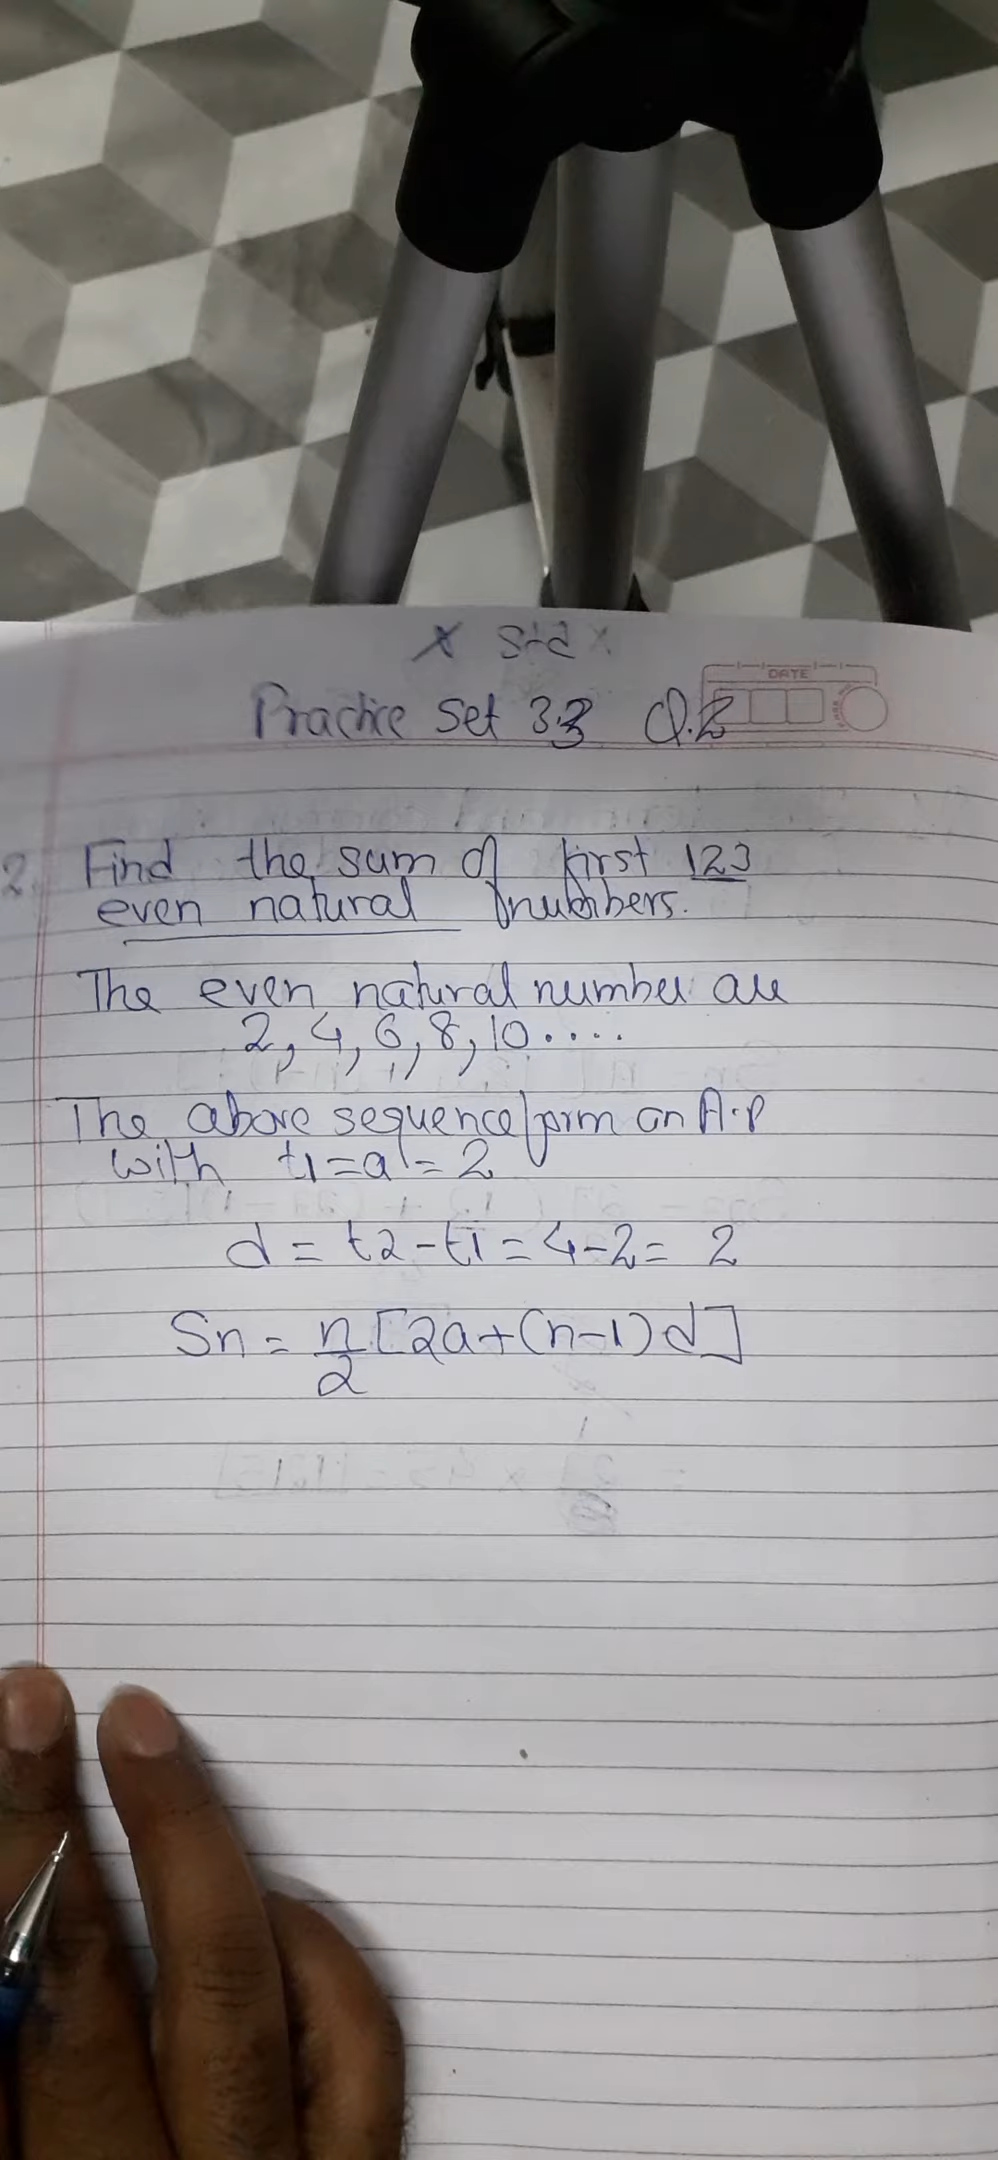 X Std X
DATE
Practice Set 3.3 Q.2
2. Find the sum of first 123
even natural numbers.
The even natural number are
2, 4, 6, 8, 10....
The above sequence form an A.P
with t1=a=2
d = t2-t1 = 4-2= 2
Sn = n/2 [2a+(n-1)d]